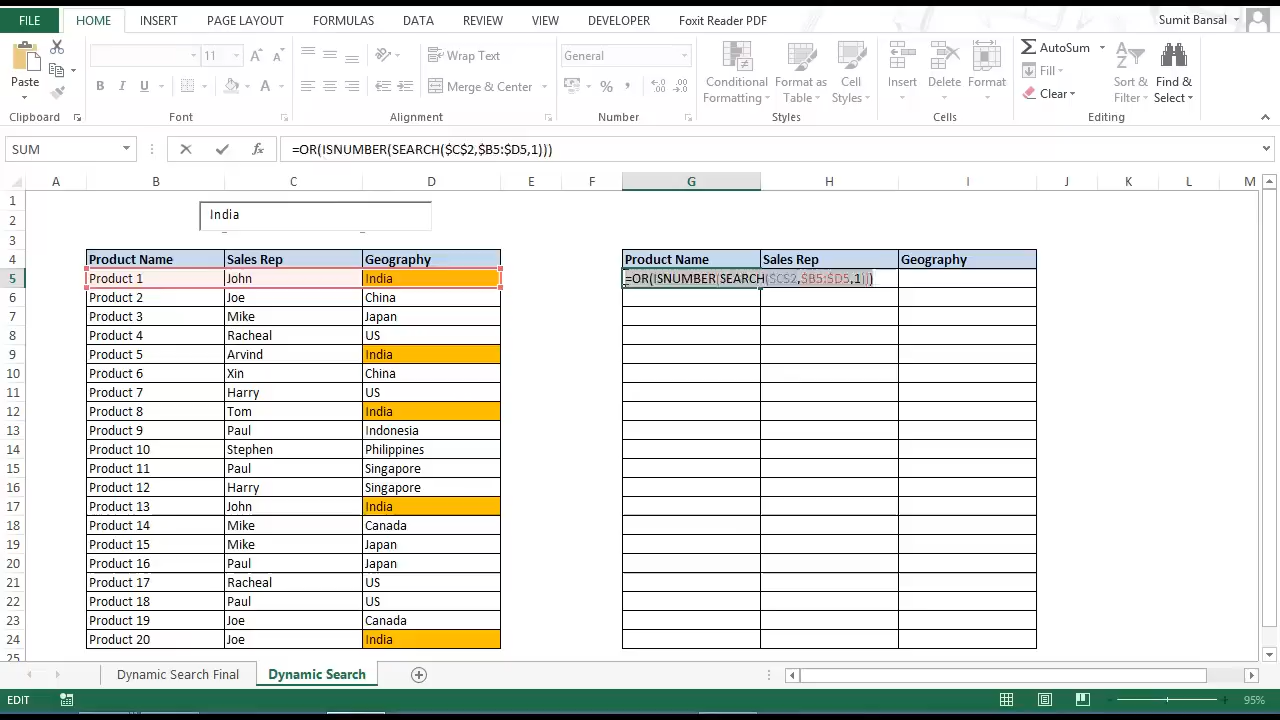 FILE HOME INSERT PAGE LAYOUT FORMULAS DATA REVIEW VIEW DEVELOPER Foxit Reader PDF Sumit Bansal
Paste
11
B I U A
Wrap Text
Merge & Center
General
%
Conditional Formatting
Format as Table
Cell Styles
Insert
Delete
Format
AutoSum
Fill
Clear
Sort & Filter
Find & Select
Clipboard Font Alignment Number Styles Cells Editing
SUM fx =OR(ISNUMBER(SEARCH($C$2,$B5:$D5,1)))
A B C D E F G H I J K L M
1
2 India
3
4 Product Name Sales Rep Geography Product Name Sales Rep Geography
5 Product 1 John India =OR(ISNUMBER(SEARCH($C$2,$B5:$D5,1)))
6 Product 2 Joe China
7 Product 3 Mike Japan
8 Product 4 Racheal US
9 Product 5 Arvind India
10 Product 6 Xin China
11 Product 7 Harry US
12 Product 8 Tom India
13 Product 9 Paul Indonesia
14 Product 10 Stephen Philippines
15 Product 11 Paul Singapore
16 Product 12 Harry Singapore
17 Product 13 John India
18 Product 14 Mike Canada
19 Product 15 Mike Japan
20 Product 16 Paul Japan
21 Product 17 Racheal US
22 Product 18 Paul US
23 Product 19 Joe Canada
24 Product 20 Joe India
25
Dynamic Search Final Dynamic Search
EDIT 95%